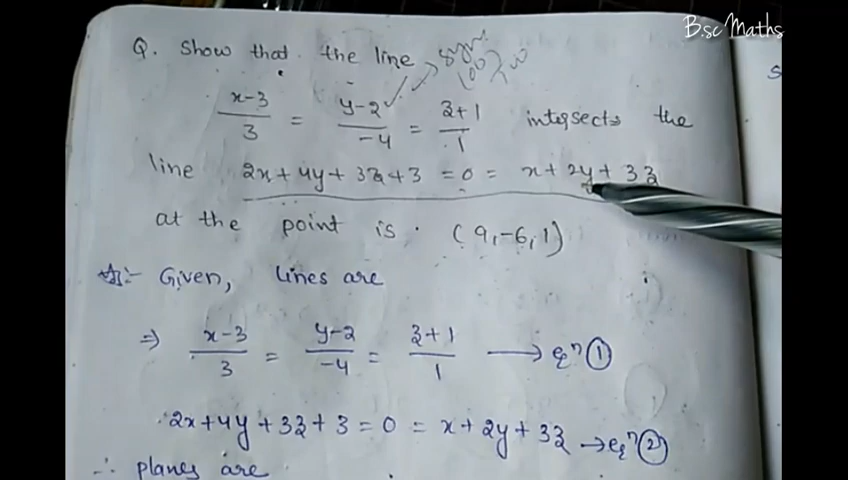 B.sc Maths
Q. Show that the line
x-3/3 = y-2/-4 = z+1/1 intersects the
line 2x+4y+3z+3 = 0 = x+2y+3z
at the point is. (9,-6,1)
Given, lines are
⇒ x-3/3 = y-2/-4 = z+1/1 → eqⁿ ①
2x+4y+3z+3 = 0 = x+2y+3z → eqⁿ ②
∴ planes are